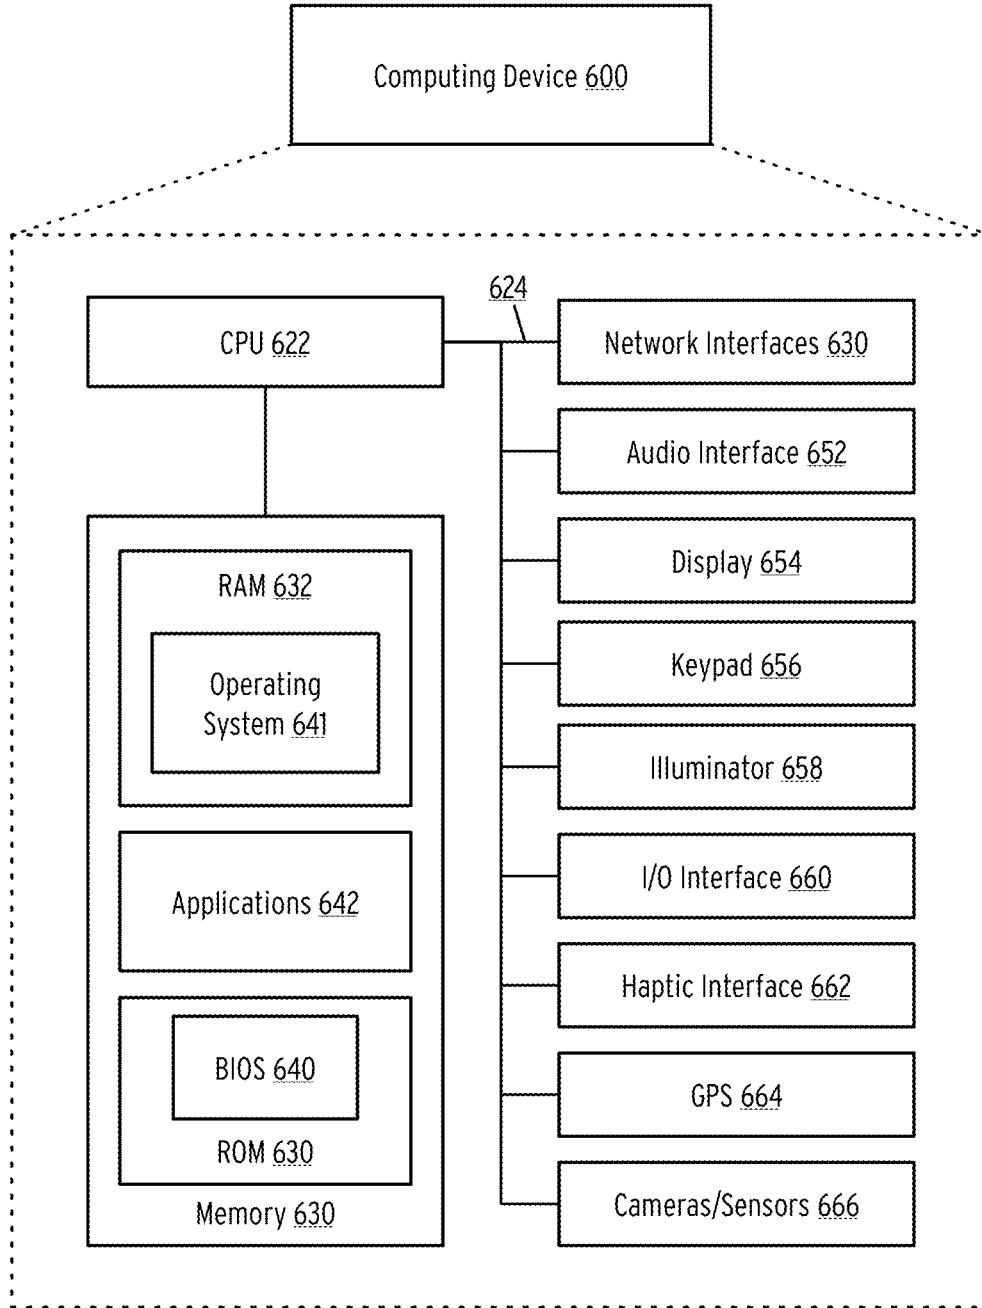 Computing Device 600
624
CPU 622
Network Interfaces 630
Audio Interface 652
Display 654
Keypad 656
Illuminator 658
I/O Interface 660
Haptic Interface 662
GPS 664
Cameras/Sensors 666
RAM 632
Operating
System 641
Applications 642
BIOS 640
ROM 630
Memory 630